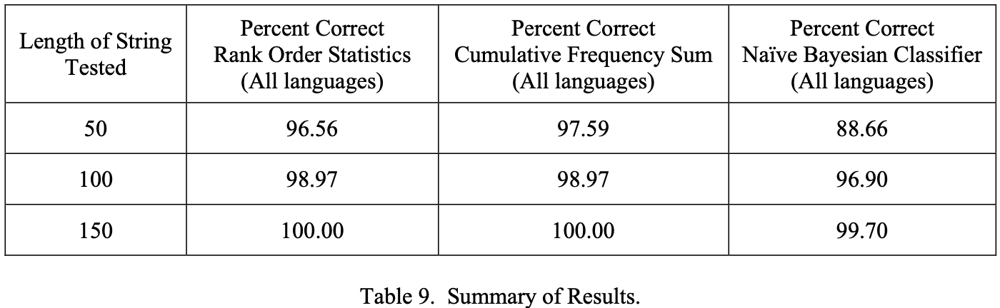 Length of String
Tested
Percent Correct
Rank Order Statistics
(All languages)
Percent Correct
Cumulative Frequency Sum
(All languages)
Percent Correct
Naïve Bayesian Classifier
(All languages)
50 96.56 97.59 88.66
100 98.97 98.97 96.90
150 100.00 100.00 99.70
Table 9. Summary of Results.